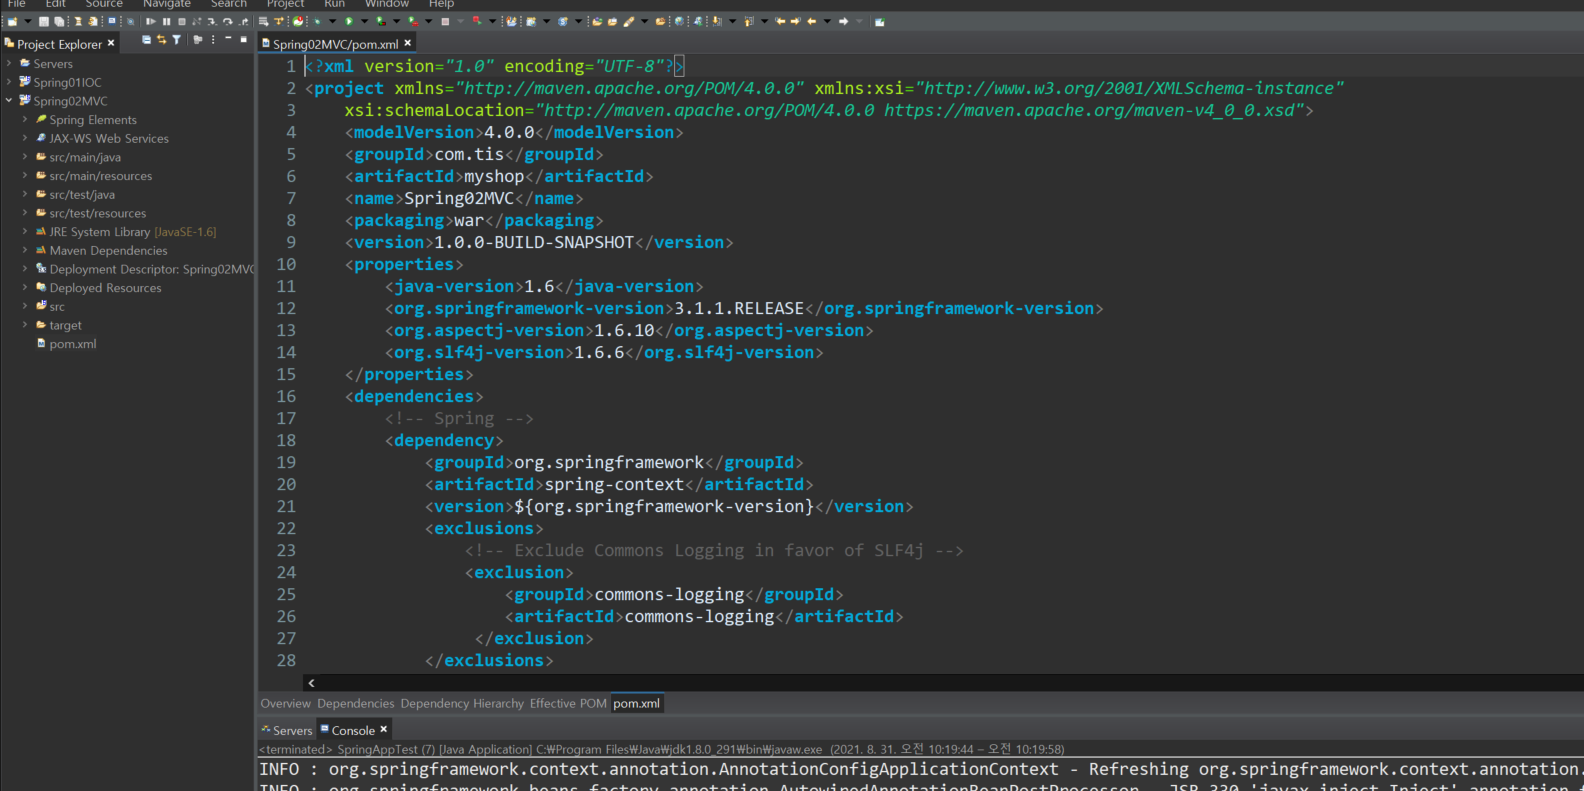 File Edit Source Navigate Search Project Run Window Help
Project Explorer
Servers
Spring01IOC
Spring02MVC
Spring Elements
JAX-WS Web Services
src/main/java
src/main/resources
src/test/java
src/test/resources
JRE System Library [JavaSE-1.6]
Maven Dependencies
Deployment Descriptor: Spring02MVC
Deployed Resources
src
target
pom.xml
Spring02MVC/pom.xml
1 <?xml version="1.0" encoding="UTF-8"?>
2 <project xmlns="http://maven.apache.org/POM/4.0.0" xmlns:xsi="http://www.w3.org/2001/XMLSchema-instance"
3 xsi:schemaLocation="http://maven.apache.org/POM/4.0.0 https://maven.apache.org/maven-v4_0_0.xsd">
4 <modelVersion>4.0.0</modelVersion>
5 <groupId>com.tis</groupId>
6 <artifactId>myshop</artifactId>
7 <name>Spring02MVC</name>
8 <packaging>war</packaging>
9 <version>1.0.0-BUILD-SNAPSHOT</version>
10 <properties>
11 <java-version>1.6</java-version>
12 <org.springframework-version>3.1.1.RELEASE</org.springframework-version>
13 <org.aspectj-version>1.6.10</org.aspectj-version>
14 <org.slf4j-version>1.6.6</org.slf4j-version>
15 </properties>
16 <dependencies>
17 <!-- Spring -->
18 <dependency>
19 <groupId>org.springframework</groupId>
20 <artifactId>spring-context</artifactId>
21 <version>${org.springframework-version}</version>
22 <exclusions>
23 <!-- Exclude Commons Logging in favor of SLF4j -->
24 <exclusion>
25 <groupId>commons-logging</groupId>
26 <artifactId>commons-logging</artifactId>
27 </exclusion>
28 </exclusions>
Overview Dependencies Dependency Hierarchy Effective POM pom.xml
Servers Console
<terminated> SpringAppTest (7) [Java Application] C:₩Program Files₩Java₩jdk1.8.0_291₩bin₩javaw.exe (2021. 8. 31. 오전 10:19:44 – 오전 10:19:58)
INFO : org.springframework.context.annotation.AnnotationConfigApplicationContext - Refreshing org.springframework.context.annotation.
INFO : org.springframework.beans.factory.annotation.AutowiredAnnotationBeanPostProcessor - JSR-330 'javax.inject.Inject' annotation